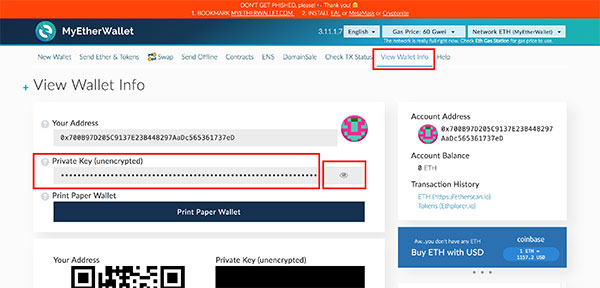 DON'T GET PHISHED, please! Thank you!
1. BOOKMARK MYETHERWALLET.COM 2. INSTALL EAL or MetaMask or Cryptonite
MyEtherWallet
3.11.1.7 English Gas Price: 60 Gwei Network ETH (MyEtherWallet)
The network is really full right now. Check Eth Gas Station for gas price to use.
New Wallet Send Ether & Tokens Swap Send Offline Contracts ENS DomainSale Check TX Status View Wallet Info Help
+ View Wallet Info
Your Address
0x700B97D205C9137E23B448297AaDc565361737eD
Private Key (unencrypted)
Print Paper Wallet
Print Paper Wallet
Your Address
Private Key (unencrypted)
Account Address
0x700B97D205C9137E23B448297
AaDc565361737eD
Account Balance
0 ETH
Transaction History
ETH (https://etherscan.io)
Tokens (Ethplorer.io)
Aw...you don't have any ETH
Buy ETH with USD
coinbase
1 ETH ≈
1157.2 USD